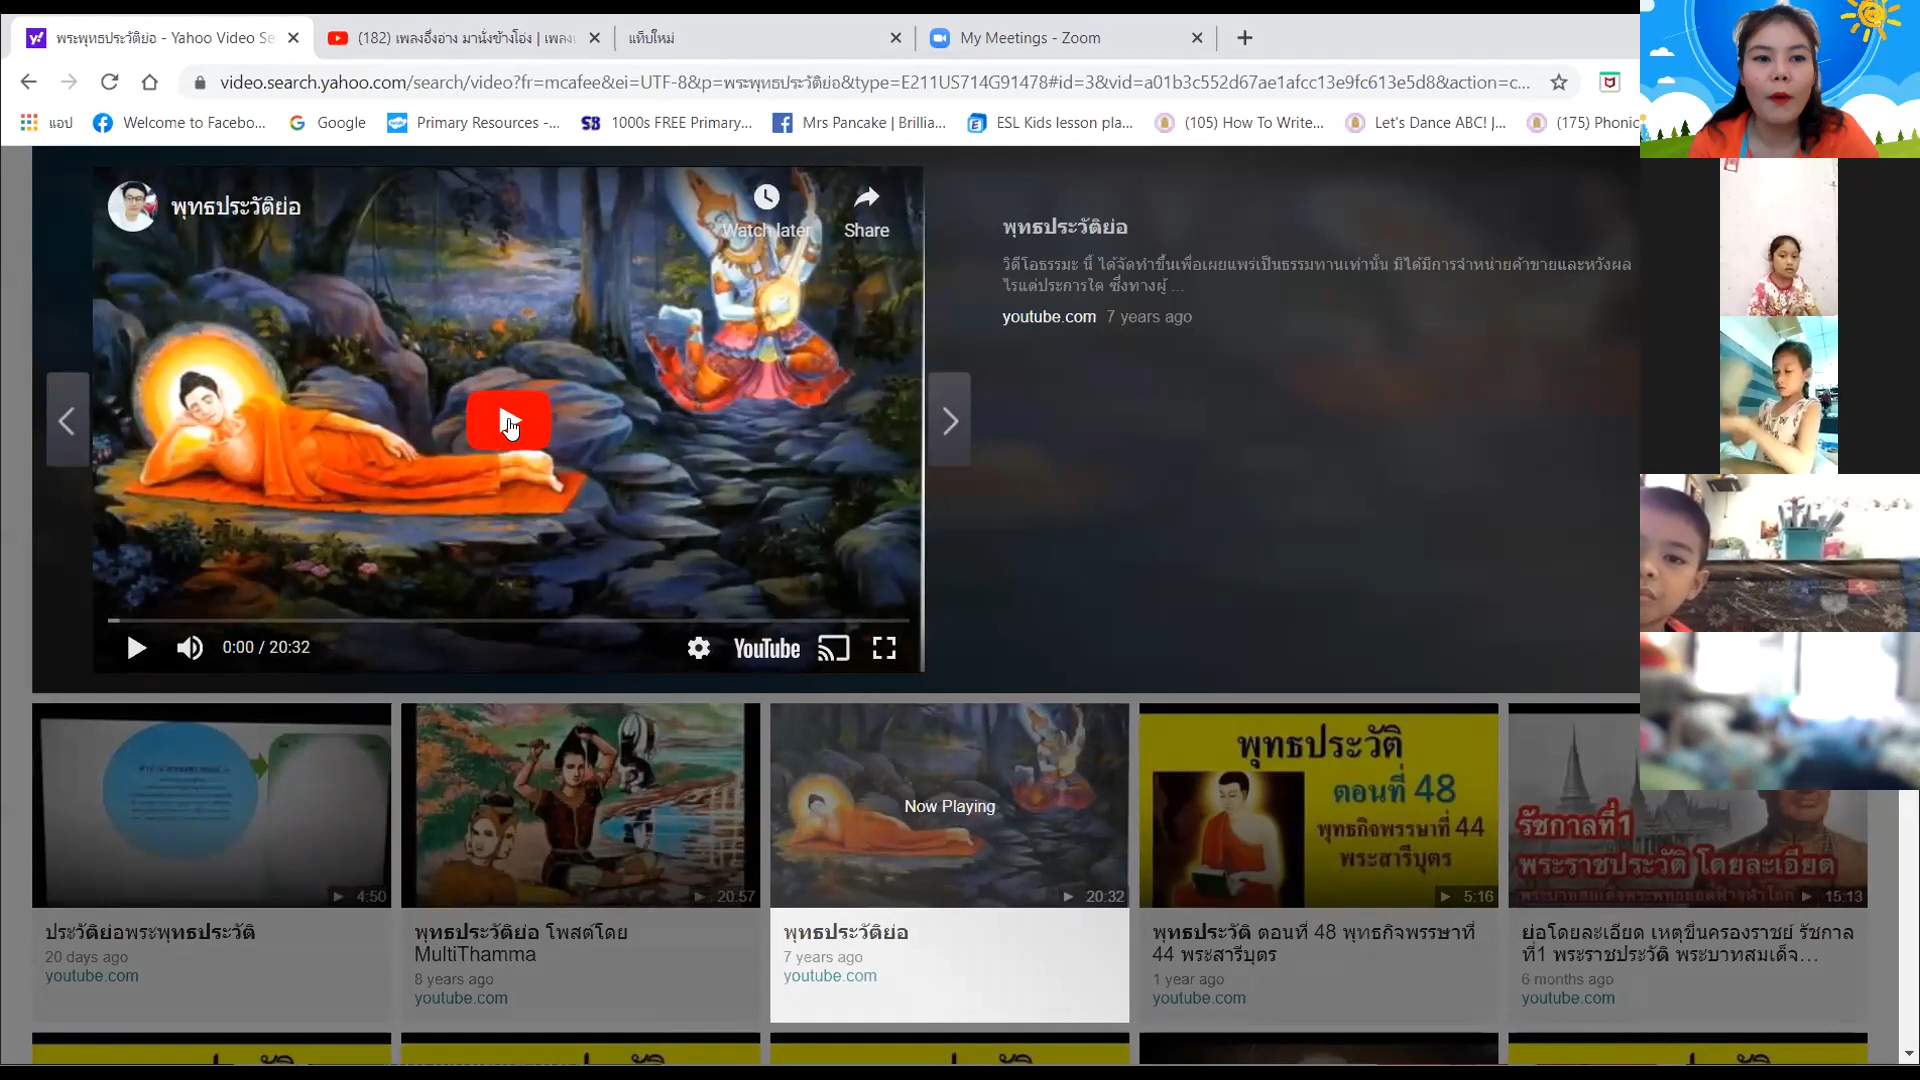 พระพุทธประวัติย่อ - Yahoo Video Se
(182) เพลงอึ่งอ่าง มานั่งข้างโอ่ง | เพลง
แท็บใหม่
My Meetings - Zoom
video.search.yahoo.com/search/video?fr=mcafee&ei=UTF-8&p=พระพุทธประวัติย่อ&type=E211US714G91478#id=3&vid=a01b3c552d67ae1afcc13e9fc613e5d8&action=c...
แอป
Welcome to Facebo...
Google
Primary Resources -...
1000s FREE Primary...
Mrs Pancake | Brillia...
ESL Kids lesson pla...
(105) How To Write...
Let's Dance ABC! |...
(175) Phonic
พุทธประวัติย่อ
Watch later
Share
พุทธประวัติย่อ
วิดีโอธรรมะ นี้ ได้จัดทำขึ้นเพื่อเผยแพร่เป็นธรรมทานเท่านั้น มิได้มีการจำหน่ายค้าขายและหวังผล
ไรแต่ประการใด ซึ่งทางผู้ ...
youtube.com 7 years ago
0:00 / 20:32
YouTube
4:50
20:57
Now Playing
20:32
พุทธประวัติ
ตอนที่ 48
พุทธกิจพรรษาที่ 44
พระสารีบุตร
5:16
รัชกาลที่1
พระราชประวัติ โดยละเอียด
15:13
ประวัติย่อพระพุทธประวัติ
20 days ago
youtube.com
พุทธประวัติย่อ โพสต์โดย
MultiThamma
8 years ago
youtube.com
พุทธประวัติย่อ
7 years ago
youtube.com
พุทธประวัติ ตอนที่ 48 พุทธกิจพรรษาที่
44 พระสารีบุตร
1 year ago
youtube.com
ย่อโดยละเอียด เหตุขึ้นครองราชย์ รัชกาล
ที่1 พระราชประวัติ พระบาทสมเด็จ...
6 months ago
youtube.com